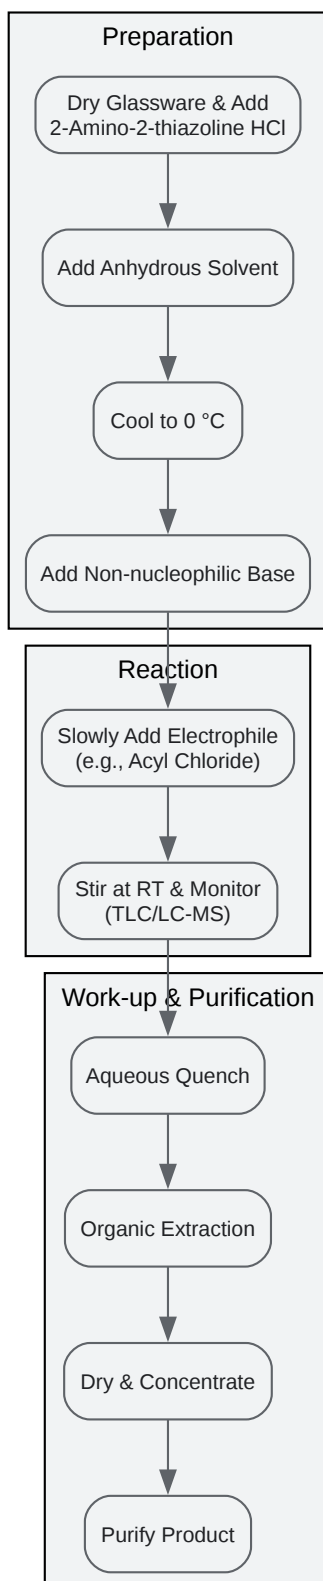 Preparation
Dry Glassware & Add
2-Amino-2-thiazoline HCl
Add Anhydrous Solvent
Cool to 0 °C
Add Non-nucleophilic Base
Reaction
Slowly Add Electrophile
(e.g., Acyl Chloride)
Stir at RT & Monitor
(TLC/LC-MS)
Work-up & Purification
Aqueous Quench
Organic Extraction
Dry & Concentrate
Purify Product